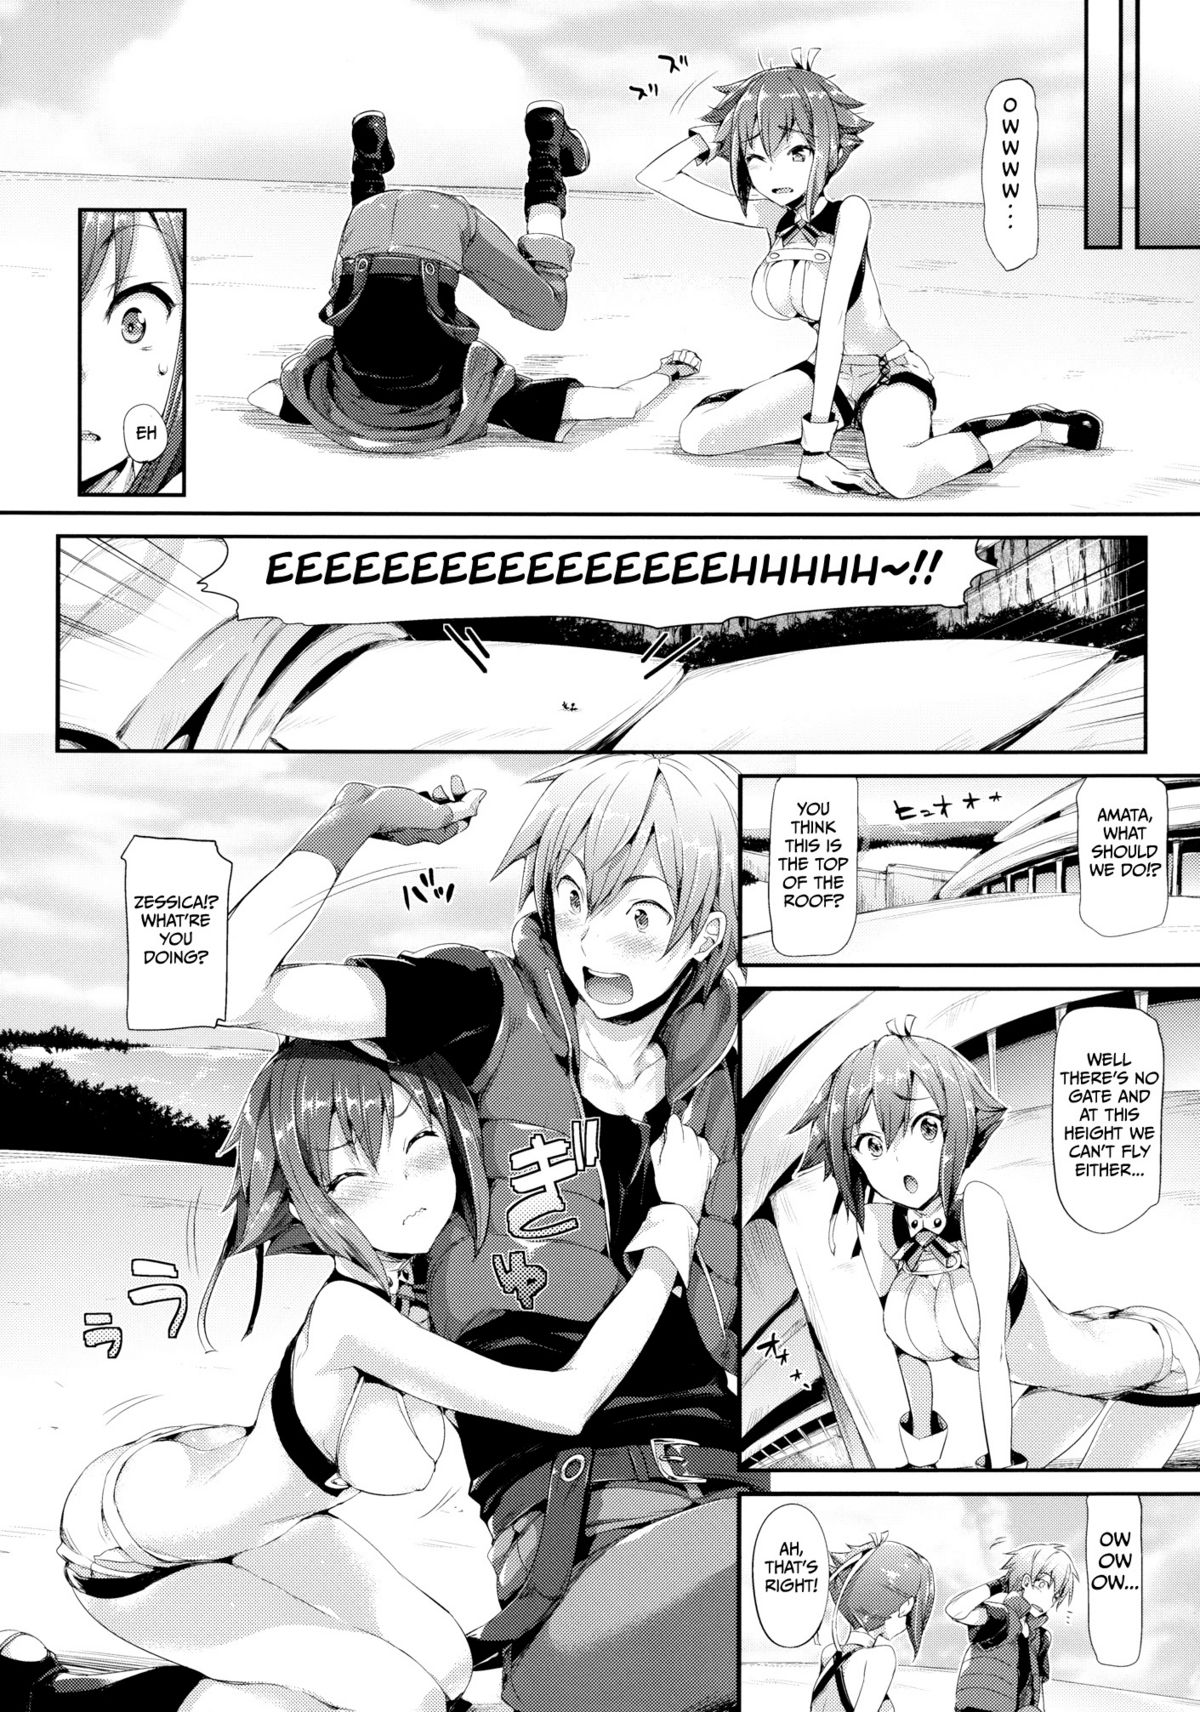 OWWWW...
ズズ
EH
EEEEEEEEEEEEEEEEEHHHHH~!!
AMATA,
WHAT
SHOULD
WE DO!?
YOU
THINK
THIS IS
THE TOP
OF THE
ROOF?
ヒュオ
ZESSICA!?
WHAT'RE
YOU
DOING?
バッ
WELL
THERE'S NO
GATE AND
AT THIS
HEIGHT WE
CAN'T FLY
EITHER...
ぎゅ
うう
OW
OW
OW...
AH,
THAT'S
RIGHT!